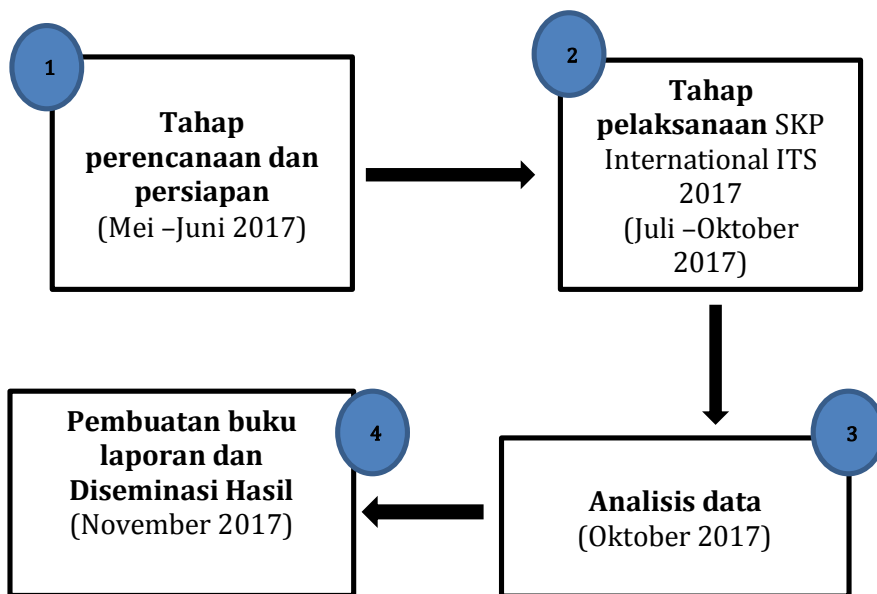 1
Tahap
perencanaan dan
persiapan
(Mei –Juni 2017)
2
Tahap
pelaksanaan SKP
International ITS
2017
(Juli –Oktober
2017)
3
Analisis data
(Oktober 2017)
4
Pembuatan buku
laporan dan
Diseminasi Hasil
(November 2017)